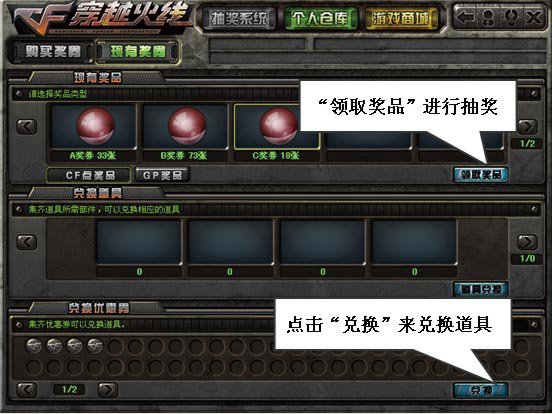 CF 穿越火线
MERCHANT FORCES CORPORATION
抽奖系统
个人仓库
游戏商城
购买奖券
现有奖券
现有奖品
请选择奖品类型
“领取奖品”进行抽奖
A奖券 33张
B奖券 73张
C奖券 18张
1/2
CF点奖品
GP奖品
领取奖品
兑换道具
集齐道具所需部件，可以兑换相应的道具
0
0
0
0
1/0
道具兑换
兑换优惠券
集齐优惠券可以兑换道具。
点击“兑换”来兑换道具
1/2
兑换